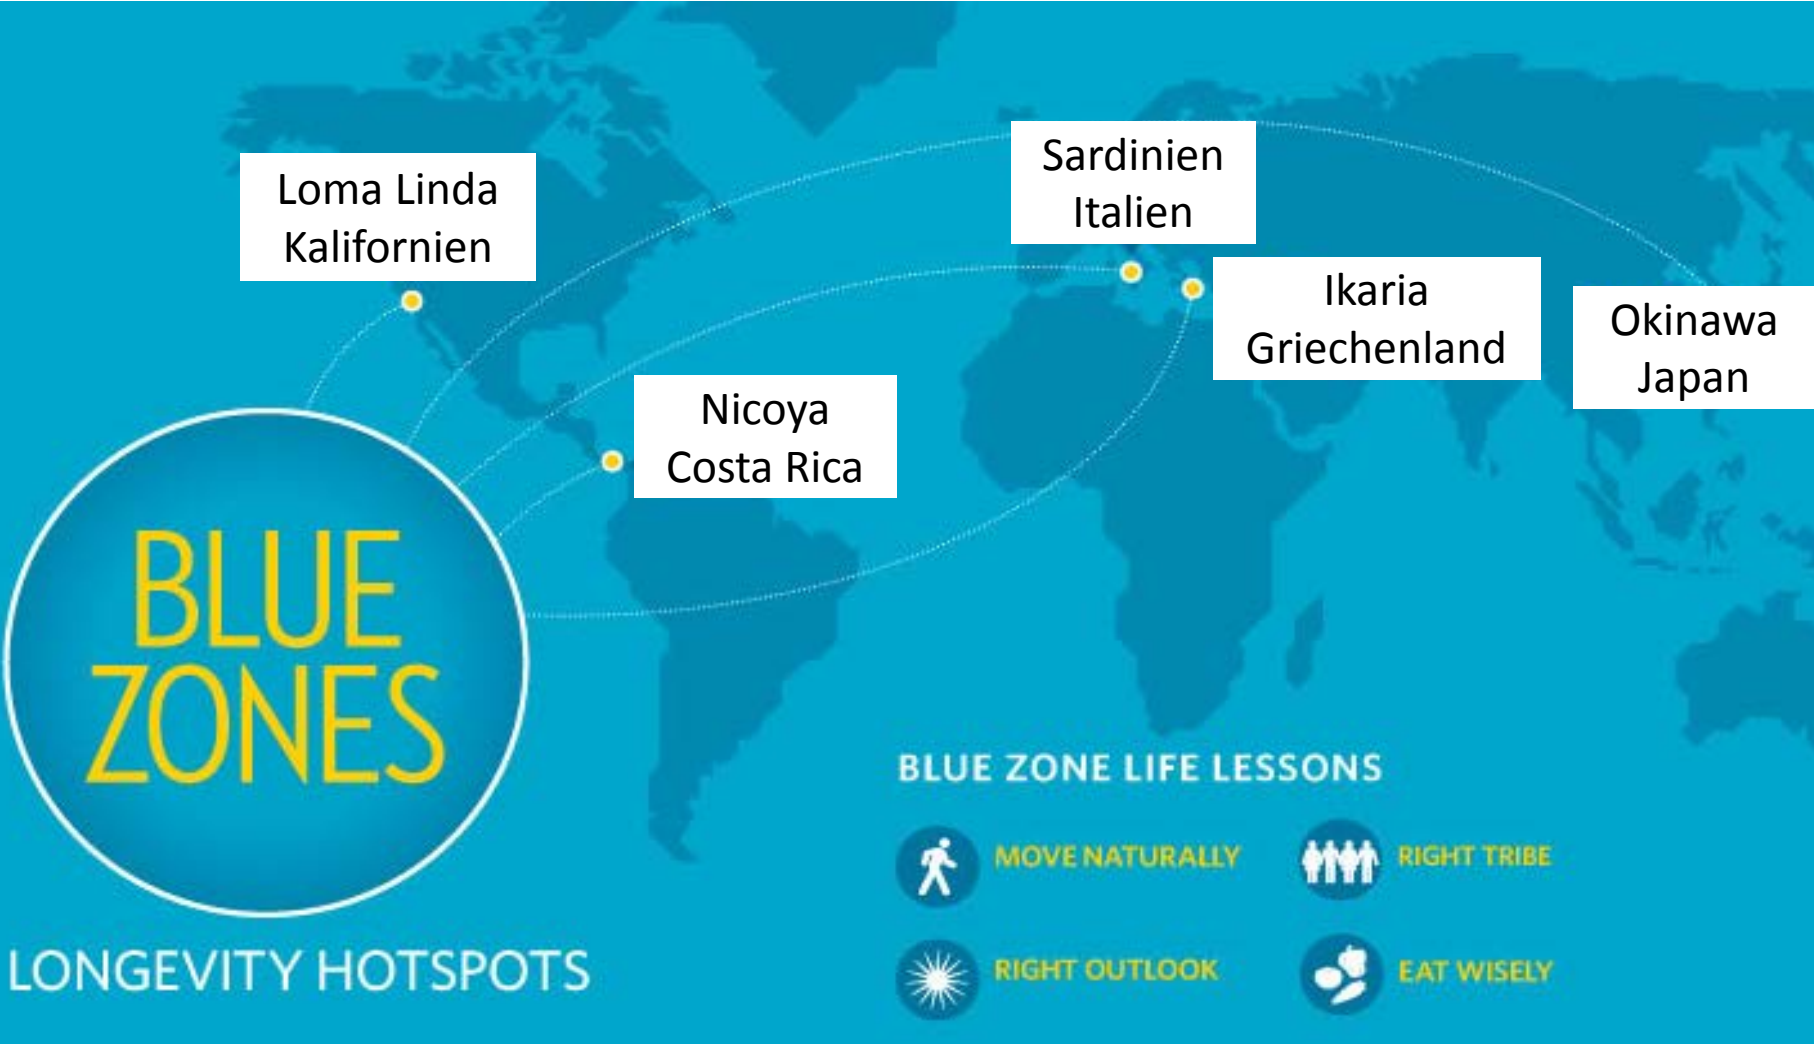 Loma Linda
Kalifornien
Sardinien
Italien
Ikaria
Griechenland
Okinawa
Japan
Nicoya
Costa Rica
BLUE
ZONES
LONGEVITY HOTSPOTS
BLUE ZONE LIFE LESSONS
MOVE NATURALLY
RIGHT TRIBE
RIGHT OUTLOOK
EAT WISELY